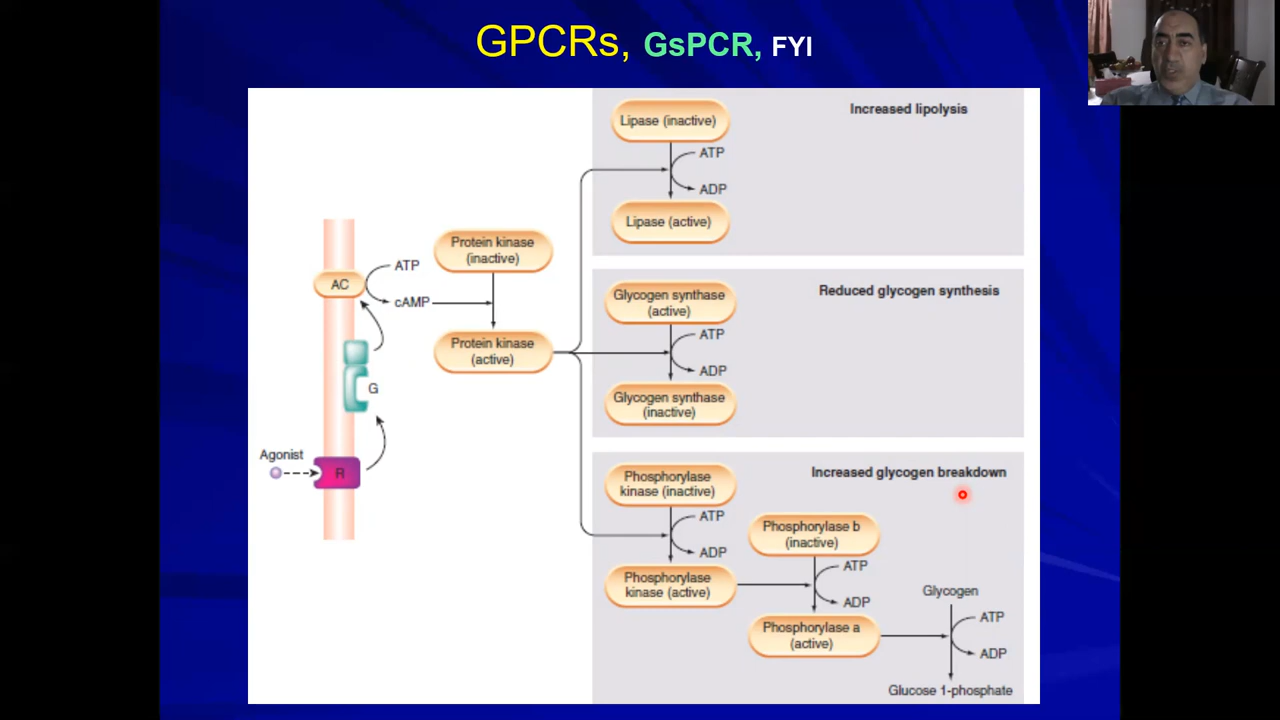 GPCRs, GsPCR, FYI
Agonist
R
G
AC
ATP
cAMP
Protein kinase
(inactive)
Protein kinase
(active)
Lipase (inactive)
Increased lipolysis
ATP
ADP
Lipase (active)
Glycogen synthase
(active)
Reduced glycogen synthesis
ATP
ADP
Glycogen synthase
(inactive)
Phosphorylase
kinase (inactive)
Increased glycogen breakdown
ATP
ADP
Phosphorylase
kinase (active)
Phosphorylase b
(inactive)
ATP
ADP
Phosphorylase a
(active)
Glycogen
ATP
ADP
Glucose 1-phosphate